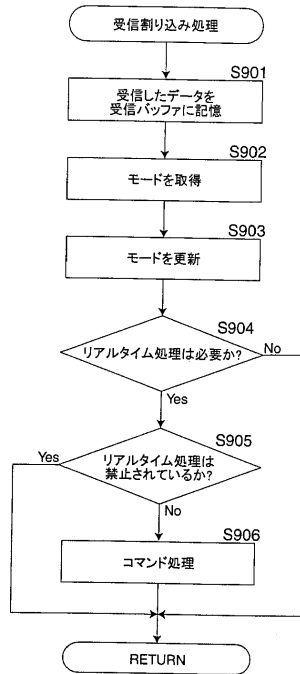 受信割り込み処理
S901
受信したデータを
受信バッファに記憶
S902
モードを取得
S903
モードを更新
S904
リアルタイム処理は必要か?
No
Yes
S905
Yes
リアルタイム処理は
禁止されているか?
No
S906
コマンド処理
RETURN